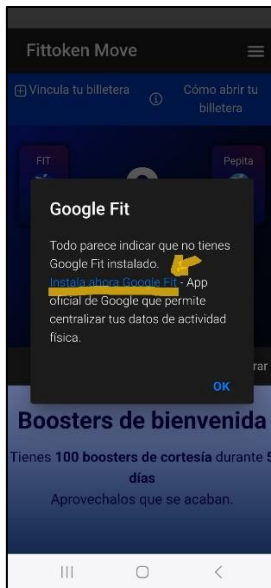 Fittoken Move
Vincula tu billetera
Cómo abrir tu
billetera
FIT
Pepita
Google Fit
Todo parece indicar que no tienes
Google Fit instalado.
Instala ahora Google Fit - App
oficial de Google que permite
centralizar tus datos de actividad
física.
rar
OK
Boosters de bienvenida
Tienes 100 boosters de cortesía durante 5
días
Aprovechalos que se acaban.